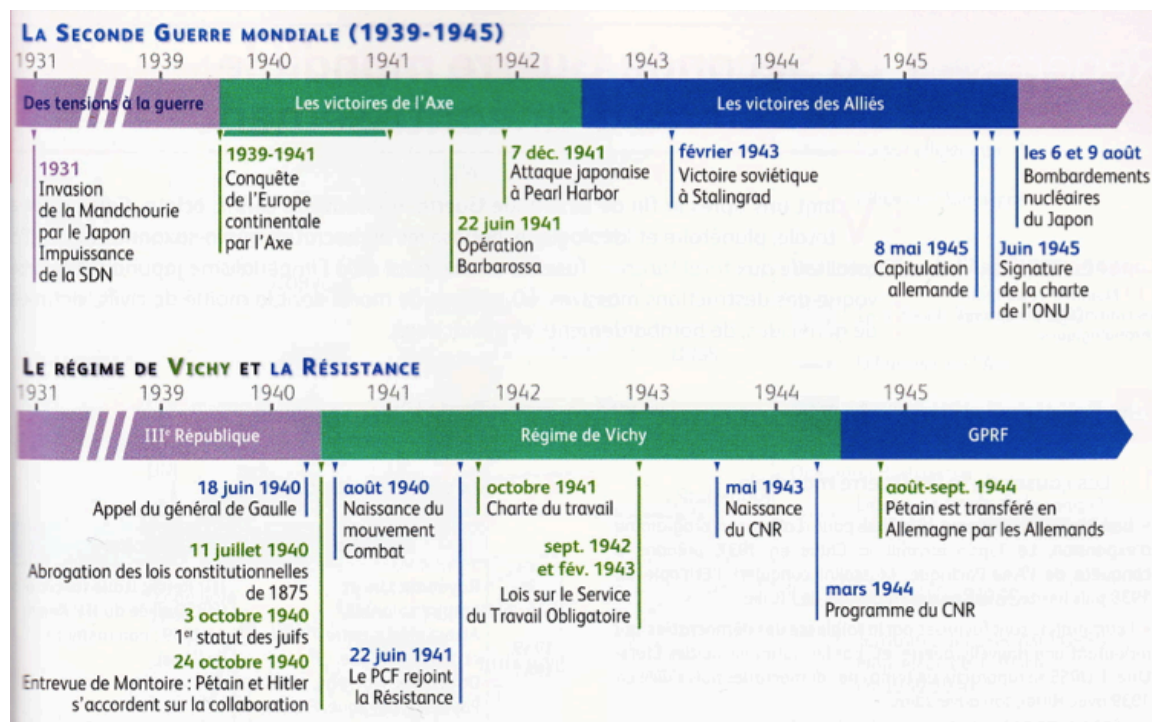 LA SECONDE GUERRE MONDIALE (1939-1945)
1931 1939 1940 1941 1942 1943 1944 1945
Des tensions à la guerre Les victoires de l'Axe Les victoires des Alliés
1931
Invasion
de la Mandchourie
par le Japon
Impuissance
de la SDN
1939-1941
Conquête
de l'Europe
continentale
par l'Axe
7 déc. 1941
Attaque japonaise
à Pearl Harbor
22 juin 1941
Opération
Barbarossa
février 1943
Victoire soviétique
à Stalingrad
8 mai 1945
Capitulation
allemande
Juin 1945
Signature
de la charte
de l'ONU
les 6 et 9 août
Bombardements
nucléaires
du Japon
LE RÉGIME DE VICHY ET LA RÉSISTANCE
1931 1939 1940 1941 1942 1943 1944 1945
IIIe République Régime de Vichy GPRF
18 juin 1940
Appel du général de Gaulle
11 juillet 1940
Abrogation des lois constitutionnelles
de 1875
3 octobre 1940
1er statut des juifs
24 octobre 1940
Entrevue de Montoire : Pétain et Hitler
s'accordent sur la collaboration
août 1940
Naissance du
mouvement
Combat
22 juin 1941
Le PCF rejoint
la Résistance
octobre 1941
Charte du travail
sept. 1942
et fév. 1943
Lois sur le Service
du Travail Obligatoire
mai 1943
Naissance
du CNR
mars 1944
Programme du CNR
août-sept. 1944
Pétain est transféré en
Allemagne par les Allemands